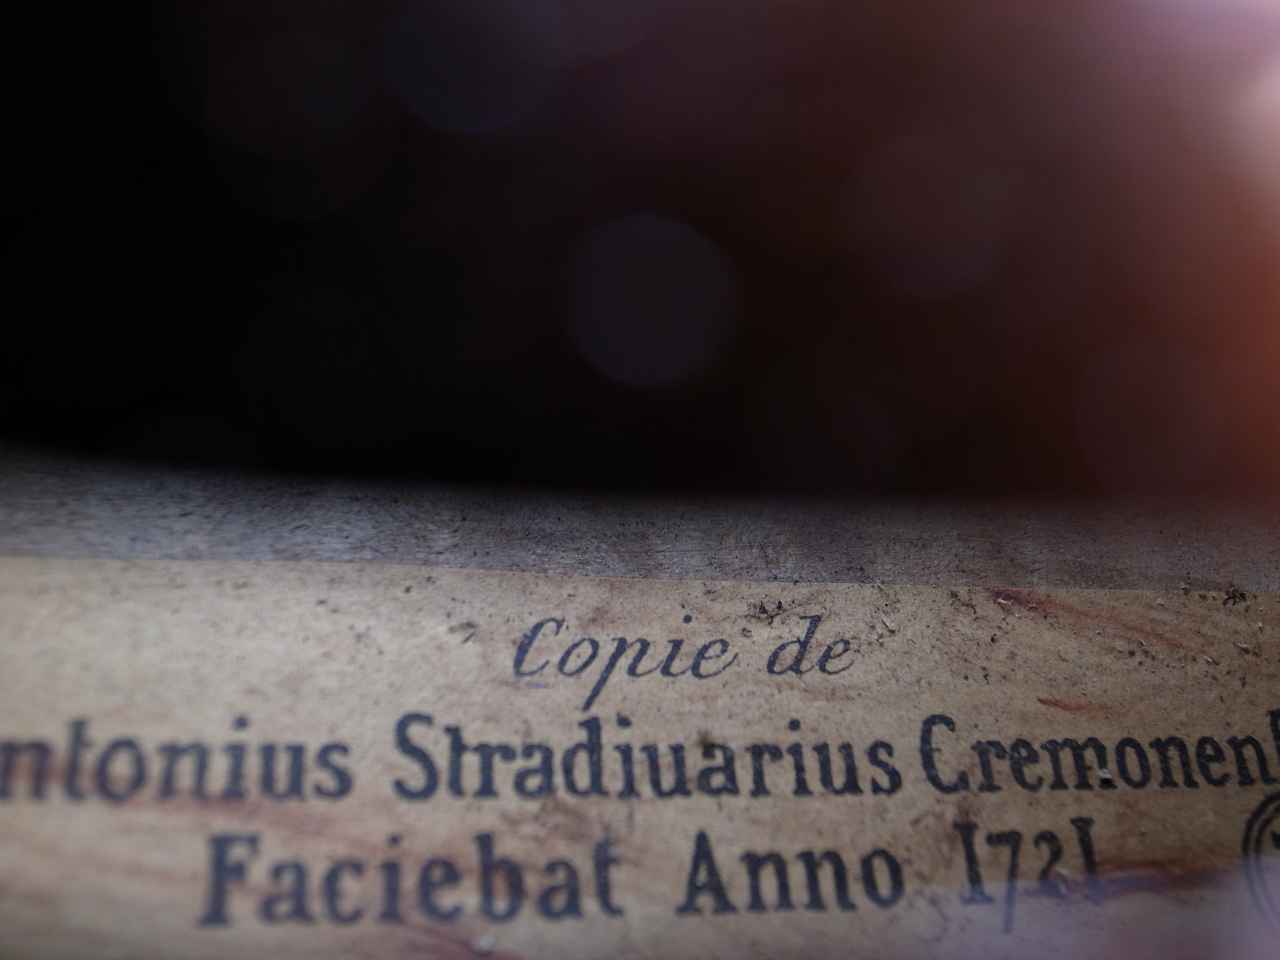 Copie de
ntonius Stradiuarius Cremonen
Faciebat Anno 1721